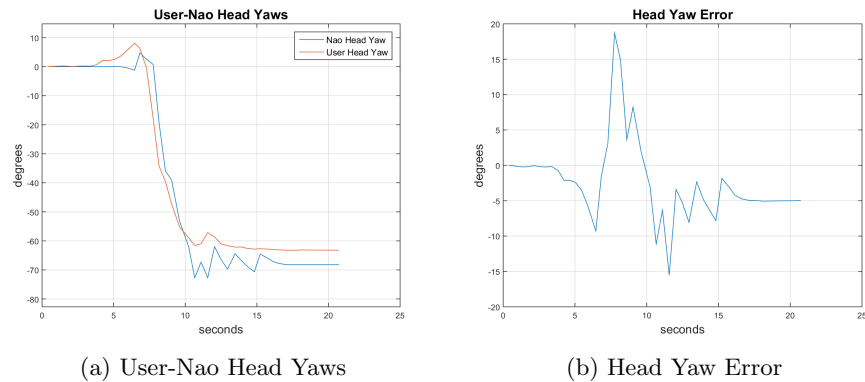 User-Nao Head Yaws
10
0
-10
-20
-30
-40
-50
-60
-70
-80
degrees
0 5 10 15 20 25
seconds
Nao Head Yaw
User Head Yaw
(a) User-Nao Head Yaws
Head Yaw Error
20
15
10
5
0
-5
-10
-15
-20
degrees
0 5 10 15 20 25
seconds
(b) Head Yaw Error